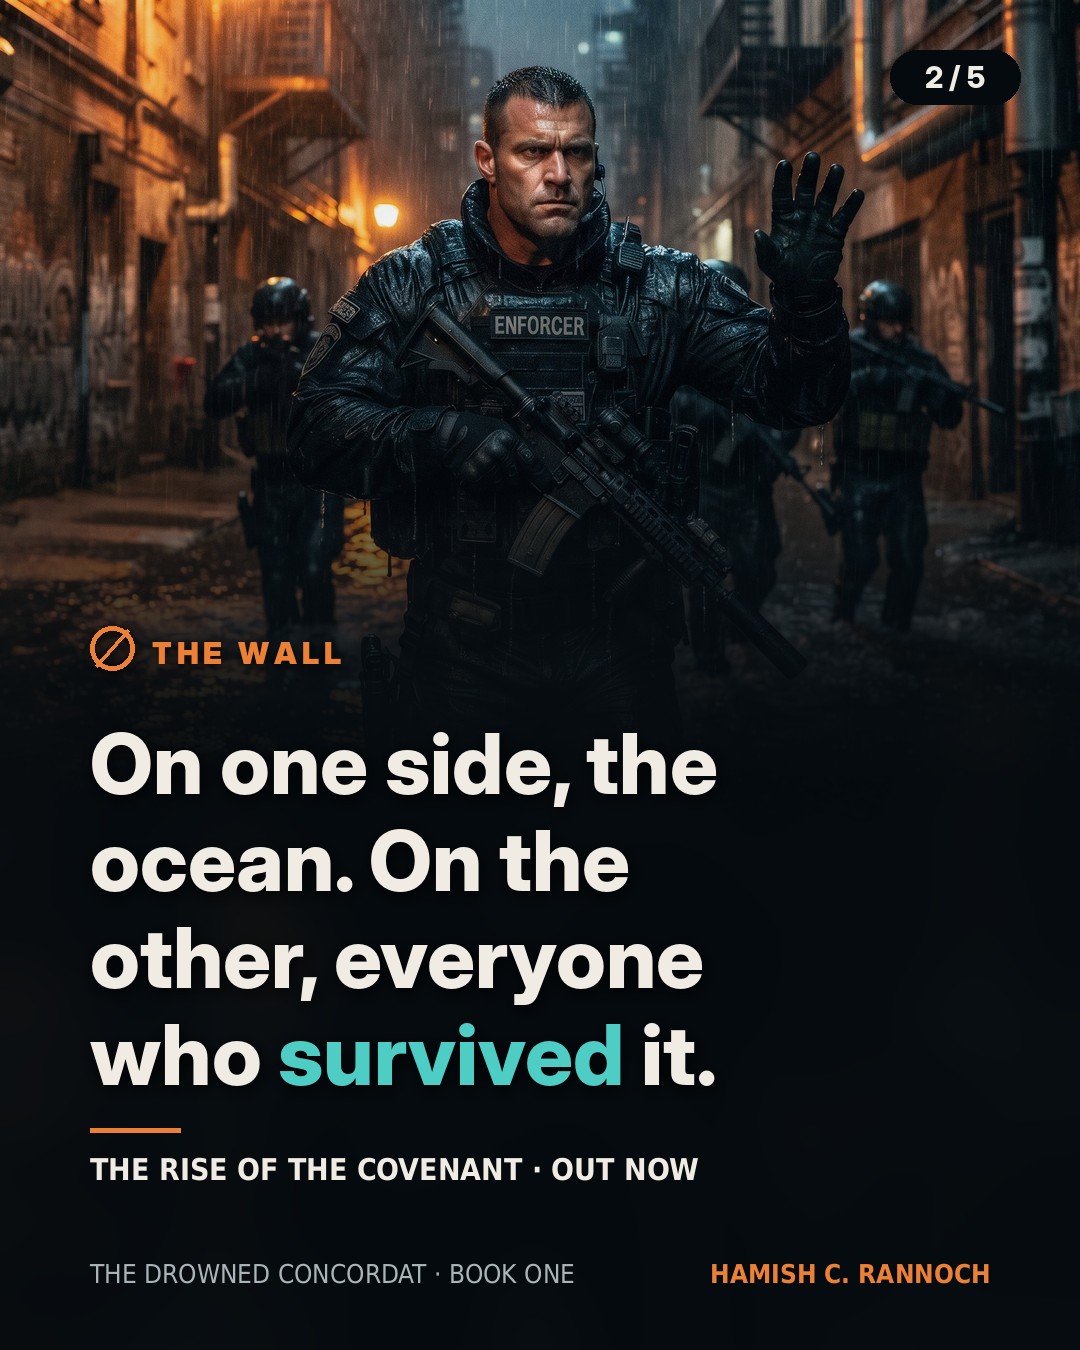 2/5
ENFORCER
THE WALL
On one side, the
ocean. On the
other, everyone
who survived it.
THE RISE OF THE COVENANT · OUT NOW
THE DROWNED CONCORDAT · BOOK ONE
HAMISH C. RANNOCH